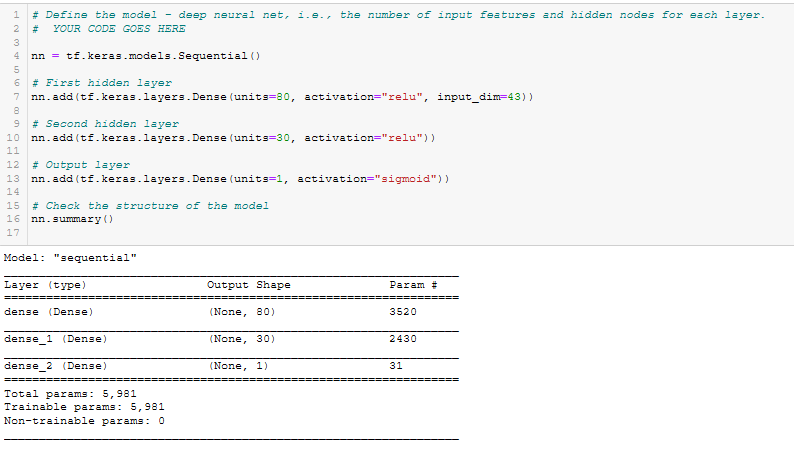 1 # Define the model - deep neural net, i.e., the number of input features and hidden nodes for each layer.
2 #  YOUR CODE GOES HERE
3
4 nn = tf.keras.models.Sequential()
5
6 # First hidden layer
7 nn.add(tf.keras.layers.Dense(units=80, activation="relu", input_dim=43))
8
9 # Second hidden layer
10 nn.add(tf.keras.layers.Dense(units=30, activation="relu"))
11
12 # Output layer
13 nn.add(tf.keras.layers.Dense(units=1, activation="sigmoid"))
14
15 # Check the structure of the model
16 nn.summary()
17
Model: "sequential"
Layer (type) Output Shape Param #
dense (Dense) (None, 80) 3520
dense_1 (Dense) (None, 30) 2430
dense_2 (Dense) (None, 1) 31
Total params: 5,981
Trainable params: 5,981
Non-trainable params: 0